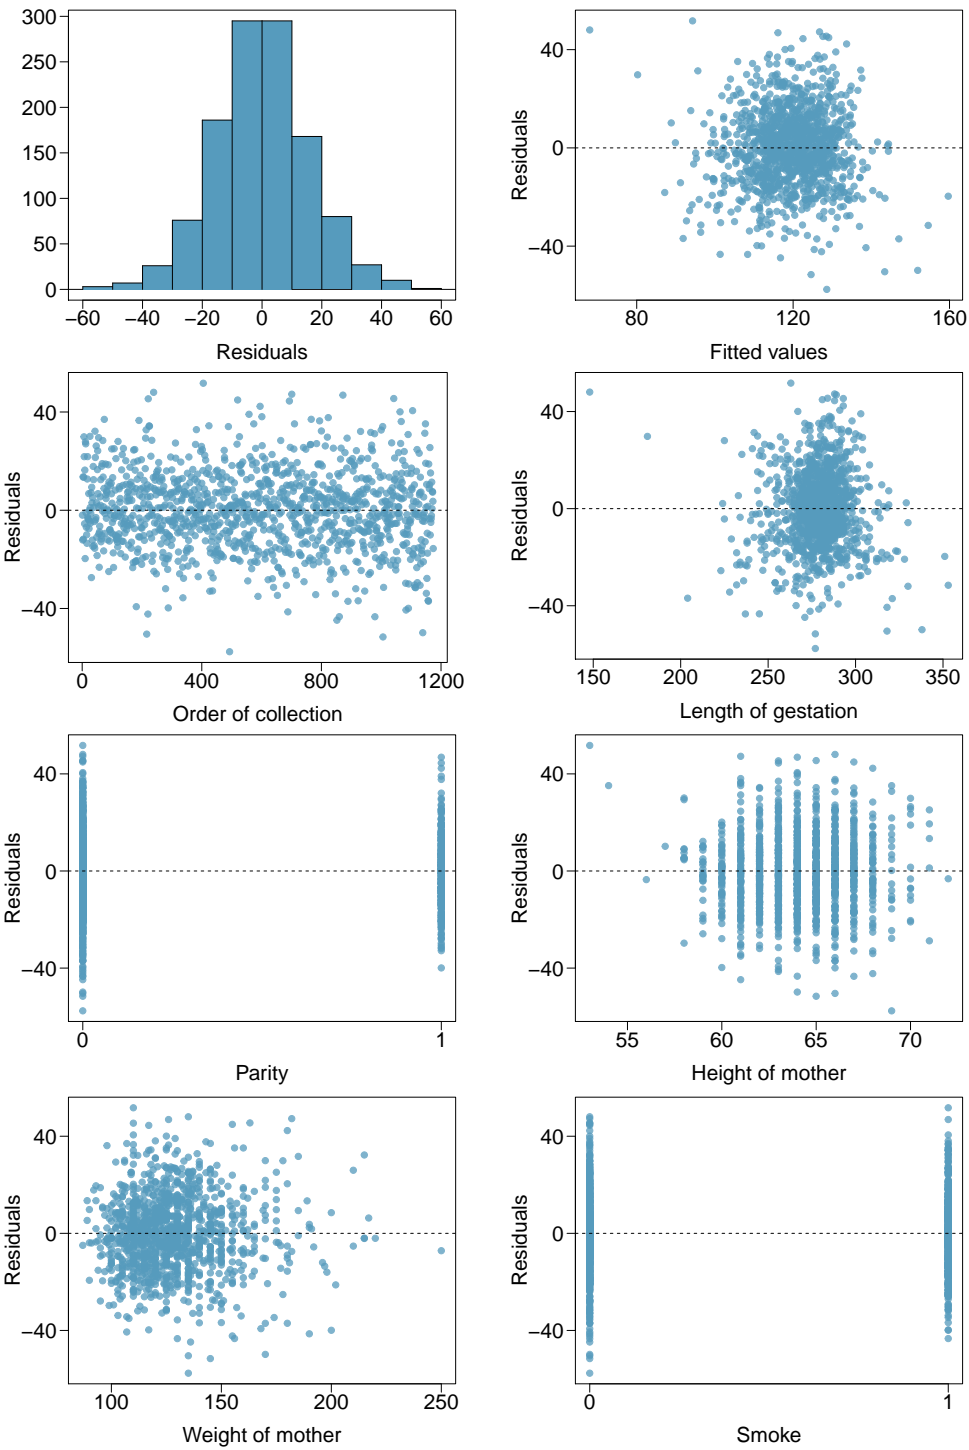 300
250
200
150
100
50
0
−60 −40 −20 0 20 40 60
Residuals
Residuals
40
0
−40
80 120 160
Fitted values
Residuals
40
0
−40
0 400 800 1200
Order of collection
Residuals
40
0
−40
150 200 250 300 350
Length of gestation
Residuals
40
0
−40
0 1
Parity
Residuals
40
0
−40
55 60 65 70
Height of mother
Residuals
40
0
−40
100 150 200 250
Weight of mother
Residuals
40
0
−40
0 1
Smoke